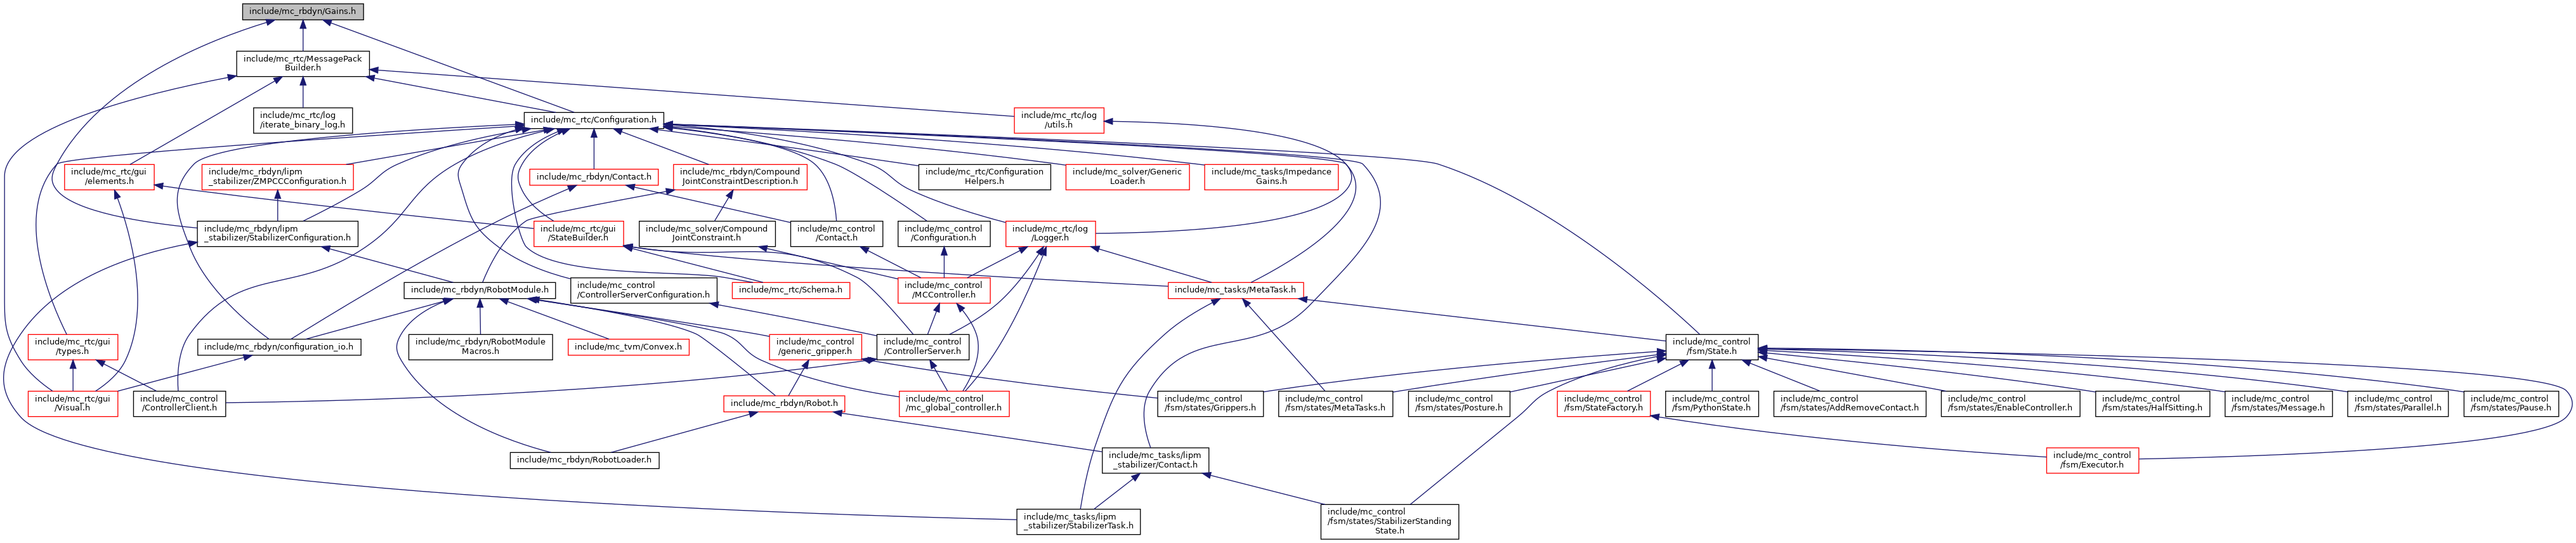 include/mc_rbdyn/Gains.h
include/mc_rtc/MessagePack
Builder.h
include/mc_rtc/log
/iterate_binary_log.h
include/mc_rtc/Configuration.h
include/mc_rtc/log
/utils.h
include/mc_rtc/gui
/elements.h
include/mc_rbdyn/lipm
_stabilizer/ZMPCCConfiguration.h
include/mc_rbdyn/Contact.h
include/mc_rbdyn/Compound
JointConstraintDescription.h
include/mc_rtc/Configuration
Helpers.h
include/mc_solver/Generic
Loader.h
include/mc_tasks/Impedance
Gains.h
include/mc_rbdyn/lipm
_stabilizer/StabilizerConfiguration.h
include/mc_rtc/gui
/StateBuilder.h
include/mc_solver/Compound
JointConstraint.h
include/mc_control
/Contact.h
include/mc_control
/Configuration.h
include/mc_rtc/log
/Logger.h
include/mc_rbdyn/RobotModule.h
include/mc_control
/ControllerServerConfiguration.h
include/mc_rtc/Schema.h
include/mc_control
/MCController.h
include/mc_tasks/MetaTask.h
include/mc_rtc/gui
/types.h
include/mc_rbdyn/configuration_io.h
include/mc_rbdyn/RobotModule
Macros.h
include/mc_tvm/Convex.h
include/mc_control
/generic_gripper.h
include/mc_control
/ControllerServer.h
include/mc_control
/fsm/State.h
include/mc_rtc/gui
/Visual.h
include/mc_control
/ControllerClient.h
include/mc_rbdyn/Robot.h
include/mc_control
/mc_global_controller.h
include/mc_control
/fsm/states/Grippers.h
include/mc_control
/fsm/states/MetaTasks.h
include/mc_control
/fsm/states/Posture.h
include/mc_control
/fsm/StateFactory.h
include/mc_control
/fsm/PythonState.h
include/mc_control
/fsm/states/AddRemoveContact.h
include/mc_control
/fsm/states/EnableController.h
include/mc_control
/fsm/states/HalfSitting.h
include/mc_control
/fsm/states/Message.h
include/mc_control
/fsm/states/Parallel.h
include/mc_control
/fsm/states/Pause.h
include/mc_rbdyn/RobotLoader.h
include/mc_tasks/lipm
_stabilizer/Contact.h
include/mc_control
/fsm/Executor.h
include/mc_tasks/lipm
_stabilizer/StabilizerTask.h
include/mc_control
/fsm/states/StabilizerStanding
State.h